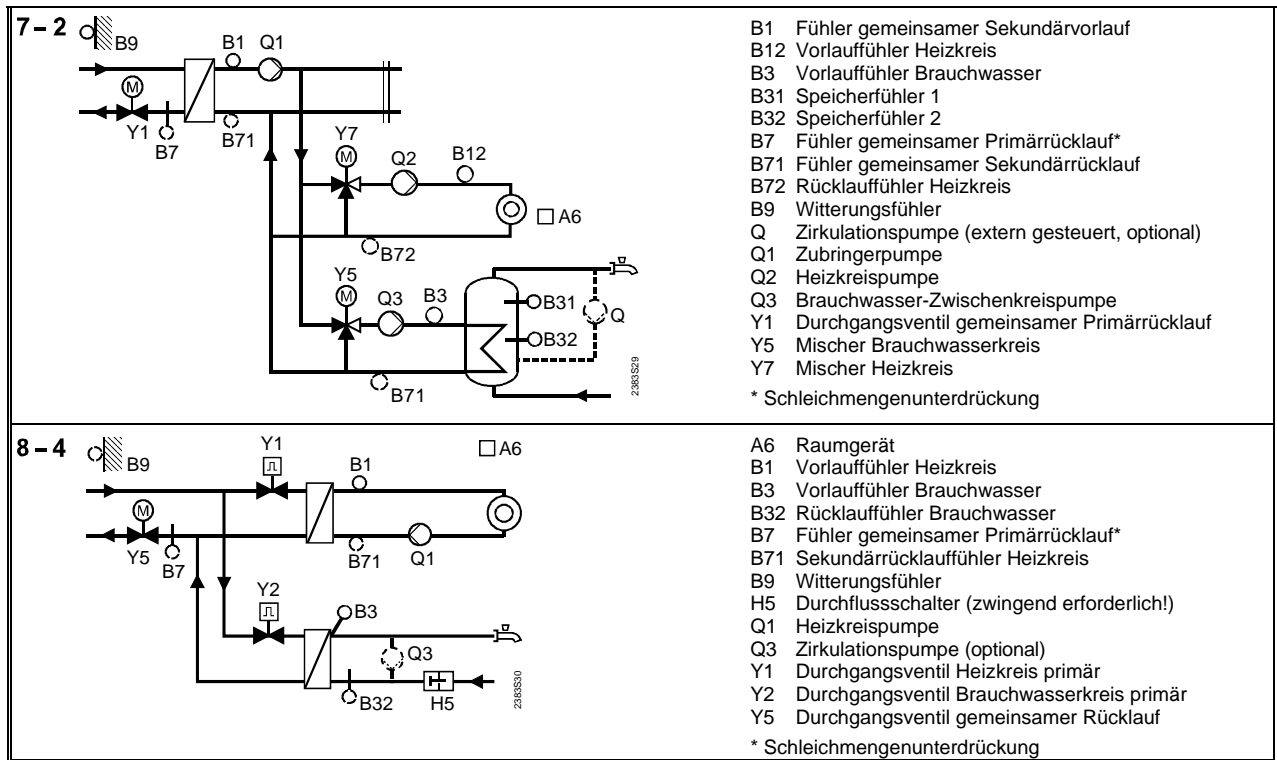 7–2
B9
B1 Q1
M
Y1
B7
B71
Y7
M
Q2
B12
A6
B72
Y5
M
Q3
B3
B31
B32
Q
B71
2383S29
B1 Fühler gemeinsamer Sekundärvorlauf
B12 Vorlauffühler Heizkreis
B3 Vorlauffühler Brauchwasser
B31 Speicherfühler 1
B32 Speicherfühler 2
B7 Fühler gemeinsamer Primärrücklauf*
B71 Fühler gemeinsamer Sekundärrücklauf
B72 Rücklauffühler Heizkreis
B9 Witterungsfühler
Q Zirkulationspumpe (extern gesteuert, optional)
Q1 Zubringerpumpe
Q2 Heizkreispumpe
Q3 Brauchwasser-Zwischenkreispumpe
Y1 Durchgangsventil gemeinsamer Primärrücklauf
Y5 Mischer Brauchwasserkreis
Y7 Mischer Heizkreis
* Schleichmengenunterdrückung
8–4
B9
Y1
A6
B1
M
Y5
B7
B71
Q1
Y2
B3
Q3
B32
H5
2383S30
A6 Raumgerät
B1 Vorlauffühler Heizkreis
B3 Vorlauffühler Brauchwasser
B32 Rücklauffühler Brauchwasser
B7 Fühler gemeinsamer Primärrücklauf*
B71 Sekundärrücklauffühler Heizkreis
B9 Witterungsfühler
H5 Durchflussschalter (zwingend erforderlich!)
Q1 Heizkreispumpe
Q3 Zirkulationspumpe (optional)
Y1 Durchgangsventil Heizkreis primär
Y2 Durchgangsventil Brauchwasserkreis primär
Y5 Durchgangsventil gemeinsamer Rücklauf
* Schleichmengenunterdrückung